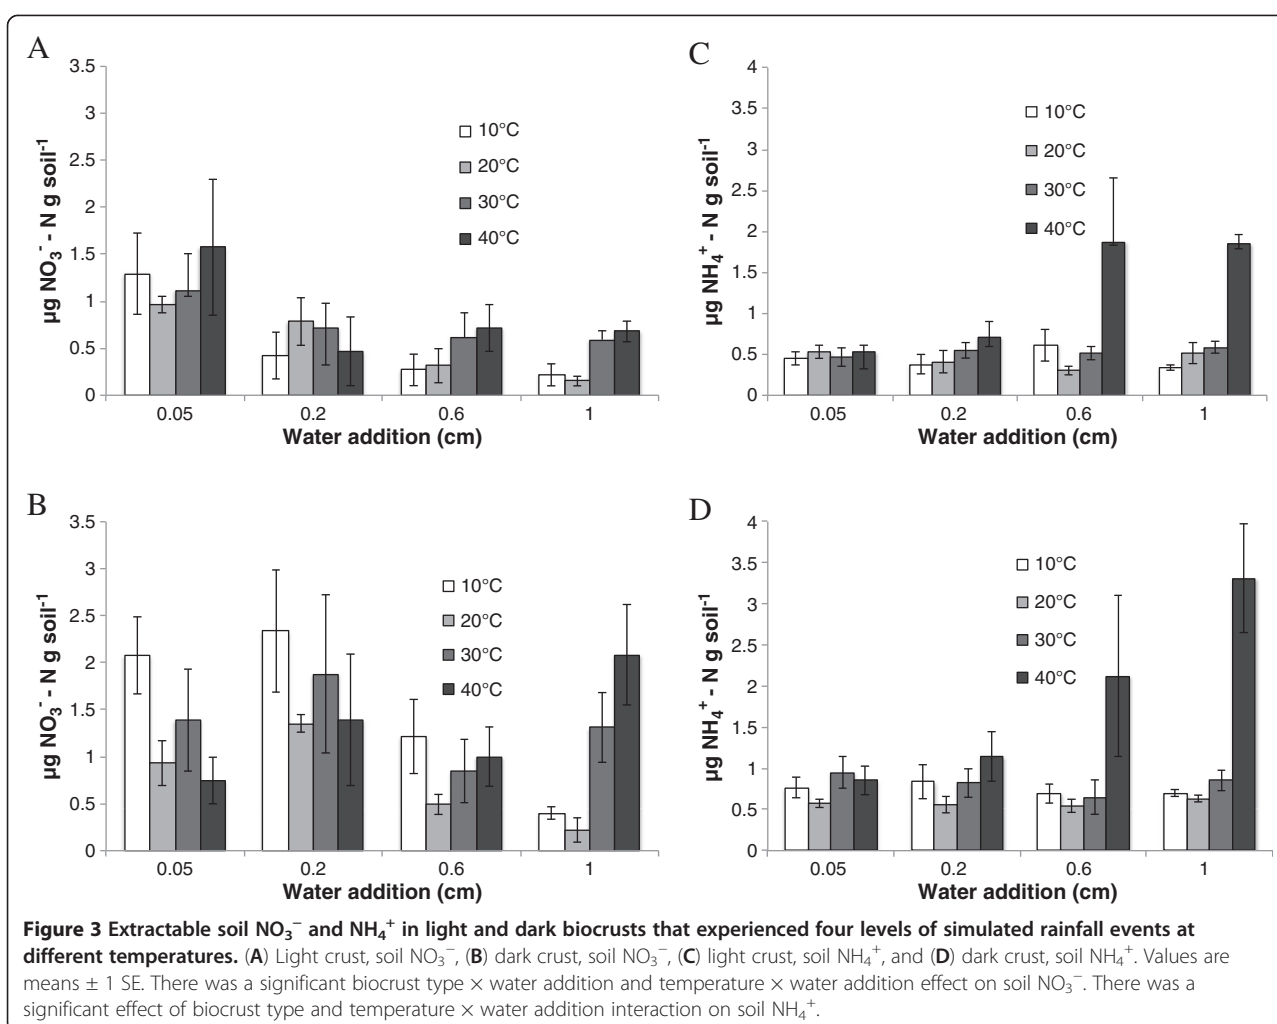 A
3.5
3
2.5
2
1.5
1
0.5
0
µg NO₃⁻ - N g soil⁻¹
10°C
20°C
30°C
40°C
0.05 0.2 0.6 1
Water addition (cm)
C
4
3.5
3
2.5
2
1.5
1
0.5
0
µg NH₄⁺ - N g soil⁻¹
10°C
20°C
30°C
40°C
0.05 0.2 0.6 1
Water addition (cm)
B
3.5
3
2.5
2
1.5
1
0.5
0
µg NO₃⁻ - N g soil⁻¹
10°C
20°C
30°C
40°C
0.05 0.2 0.6 1
Water addition (cm)
D
4
3.5
3
2.5
2
1.5
1
0.5
0
µg NH₄⁺ - N g soil⁻¹
10°C
20°C
30°C
40°C
0.05 0.2 0.6 1
Water addition (cm)
Figure 3 Extractable soil NO₃⁻ and NH₄⁺ in light and dark biocrusts that experienced four levels of simulated rainfall events at
different temperatures. (A) Light crust, soil NO₃⁻, (B) dark crust, soil NO₃⁻, (C) light crust, soil NH₄⁺, and (D) dark crust, soil NH₄⁺. Values are
means ± 1 SE. There was a significant biocrust type × water addition and temperature × water addition effect on soil NO₃⁻. There was a
significant effect of biocrust type and temperature × water addition interaction on soil NH₄⁺.